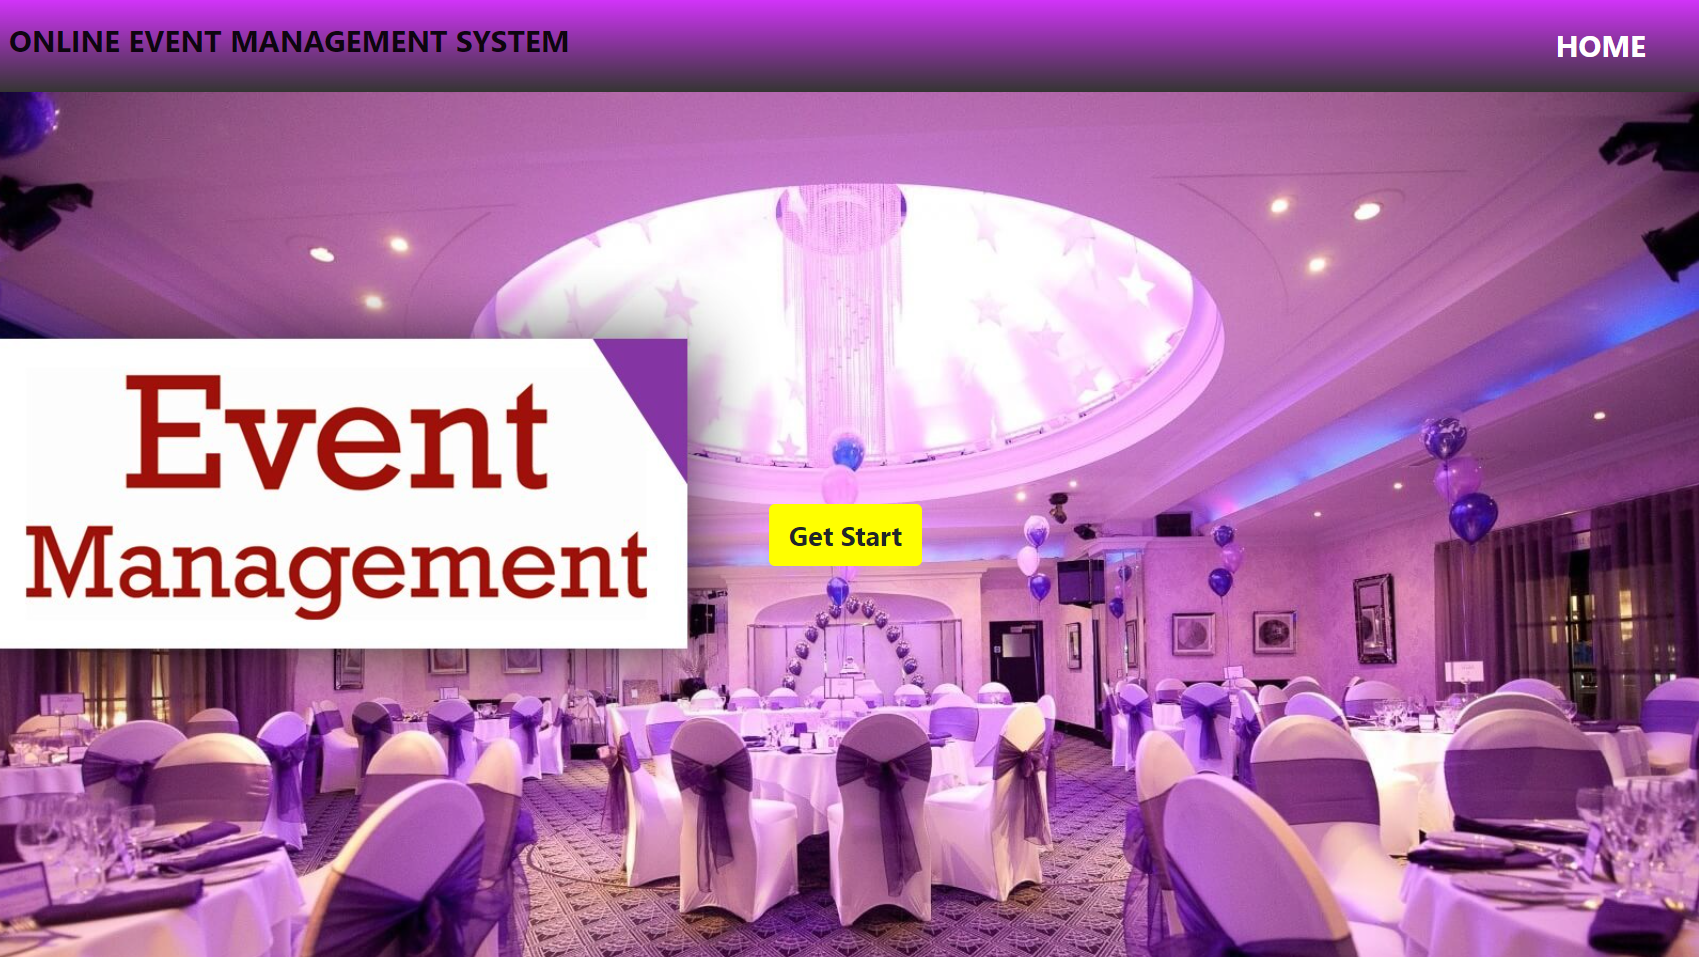 ONLINE EVENT MANAGEMENT SYSTEM
HOME
Event
Management
Get Start